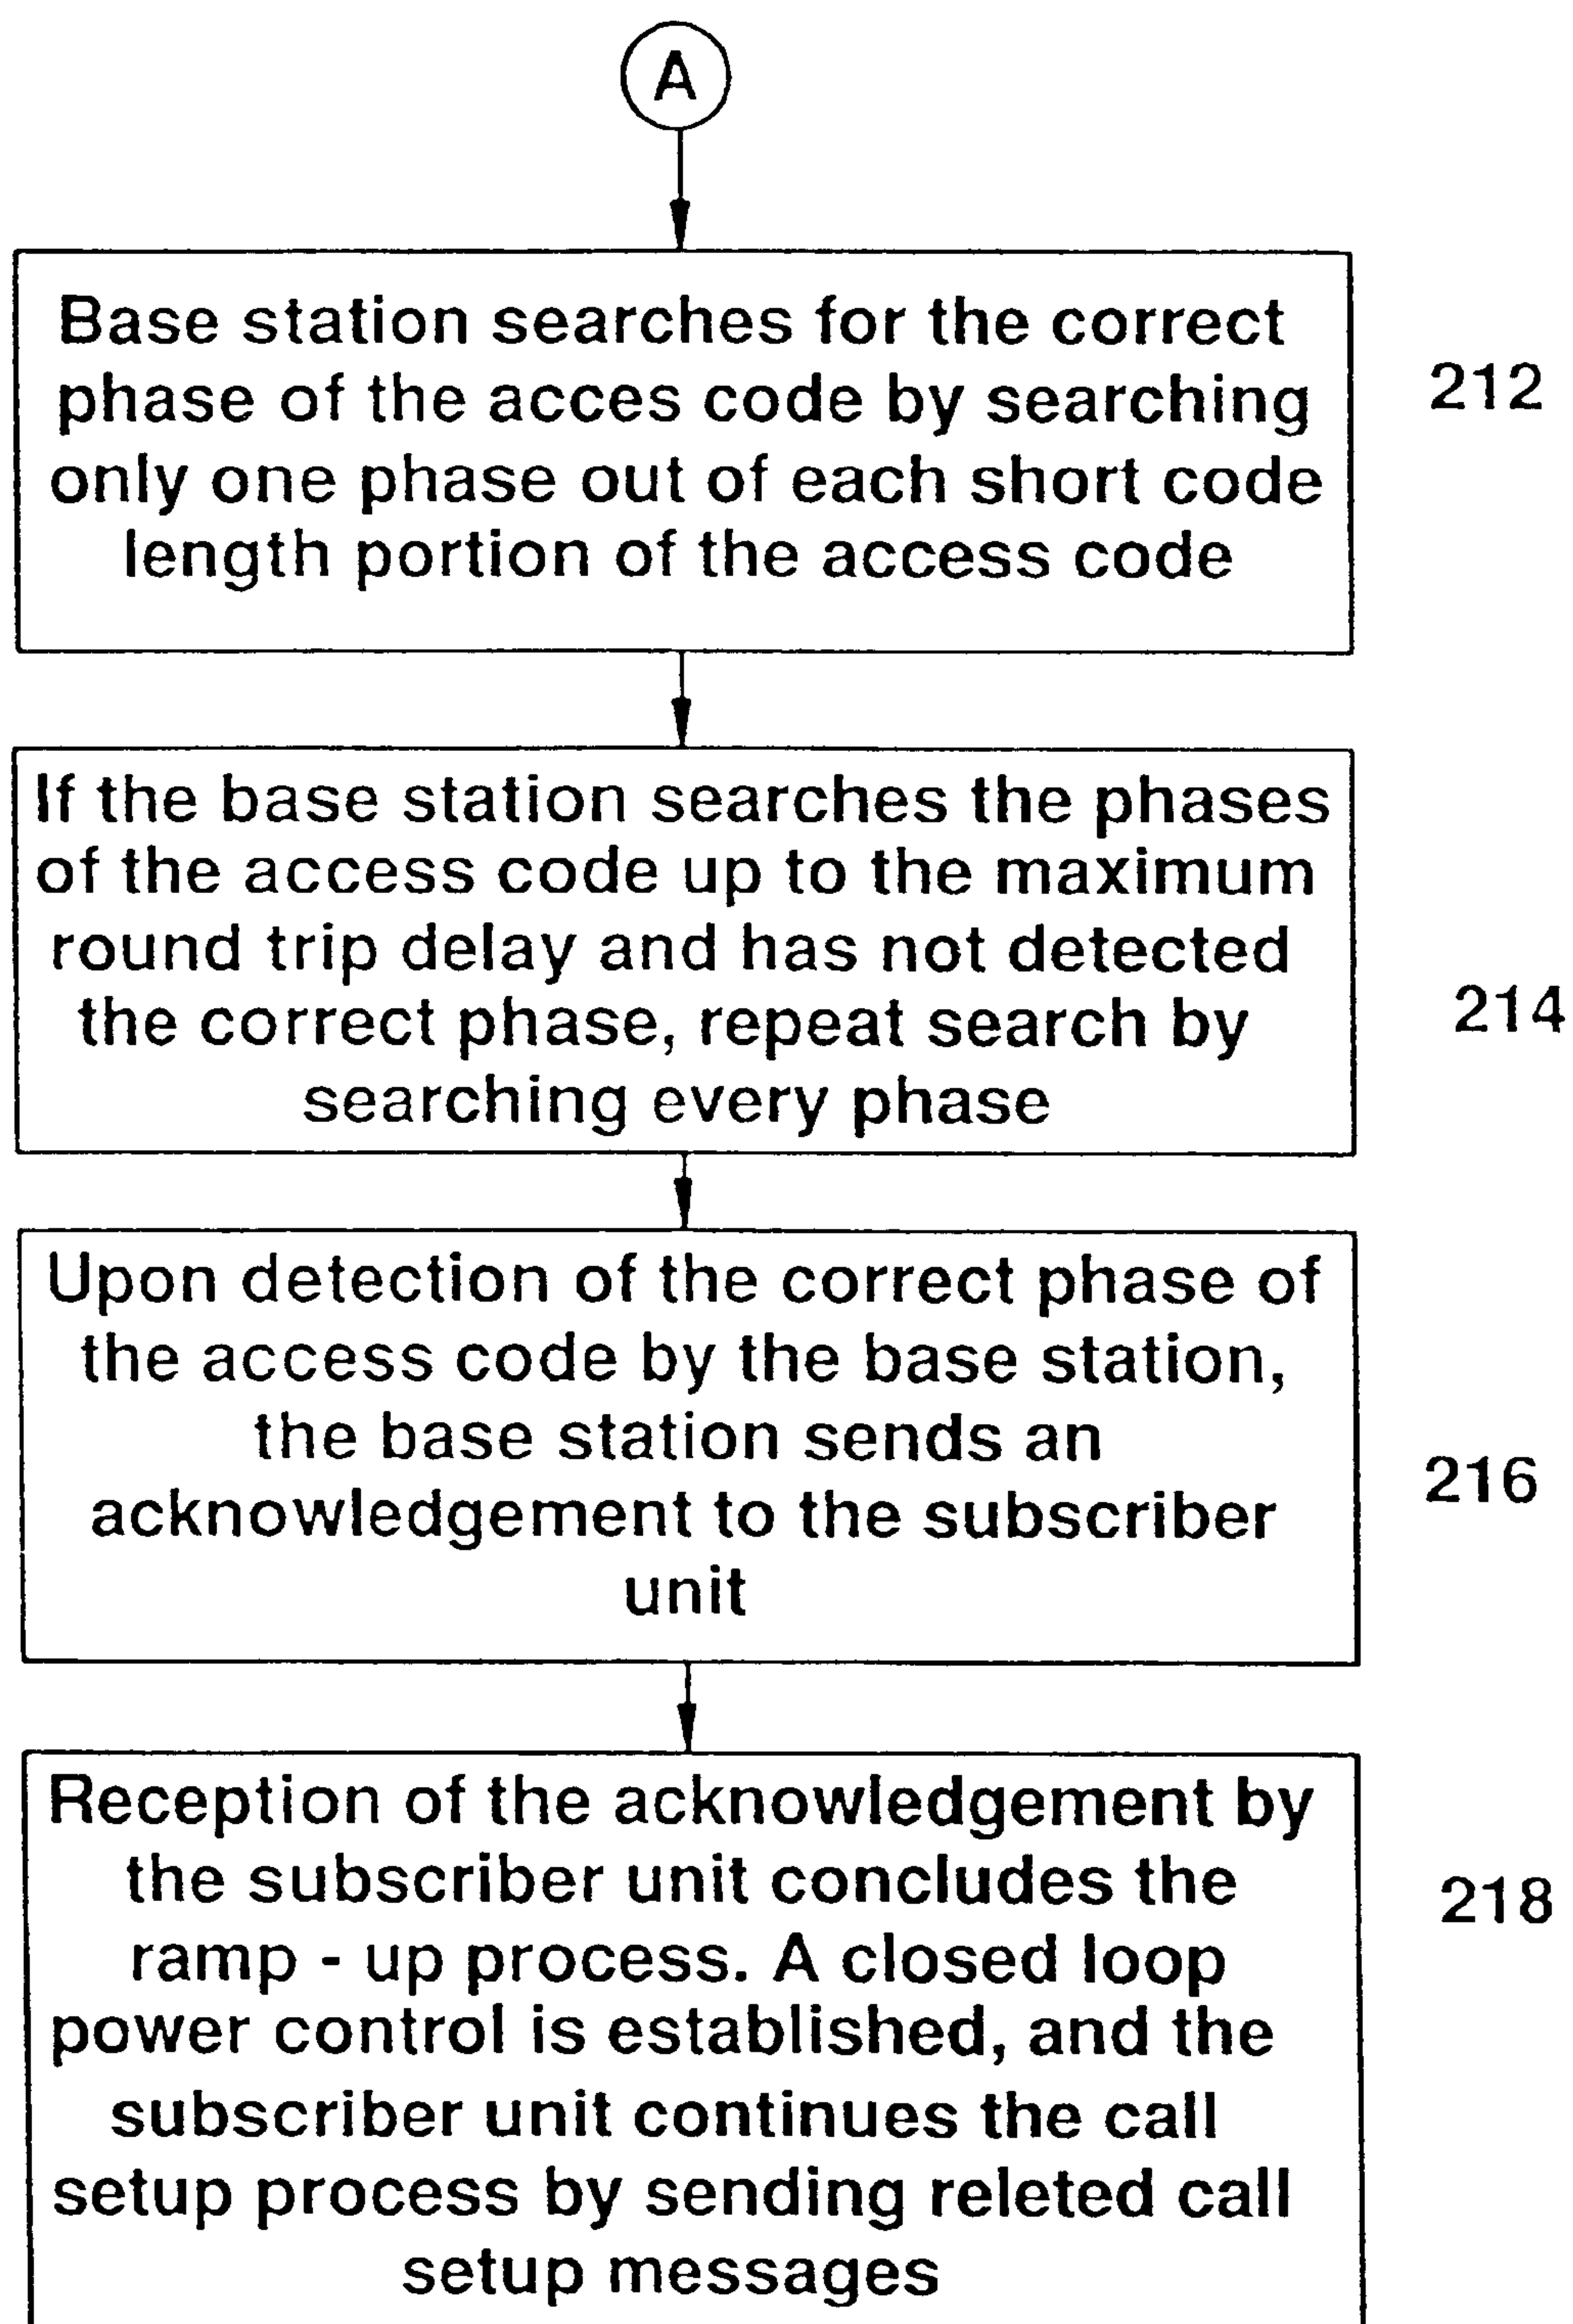 A
Base station searches for the correct
phase of the acces code by searching
only one phase out of each short code
length portion of the access code
212
If the base station searches the phases
of the access code up to the maximum
round trip delay and has not detected
the correct phase, repeat search by
searching every phase
214
Upon detection of the correct phase of
the access code by the base station,
the base station sends an
acknowledgement to the subscriber
unit
216
Reception of the acknowledgement by
the subscriber unit concludes the
ramp - up process. A closed loop
power control is established, and the
subscriber unit continues the call
setup process by sending releted call
setup messages
218